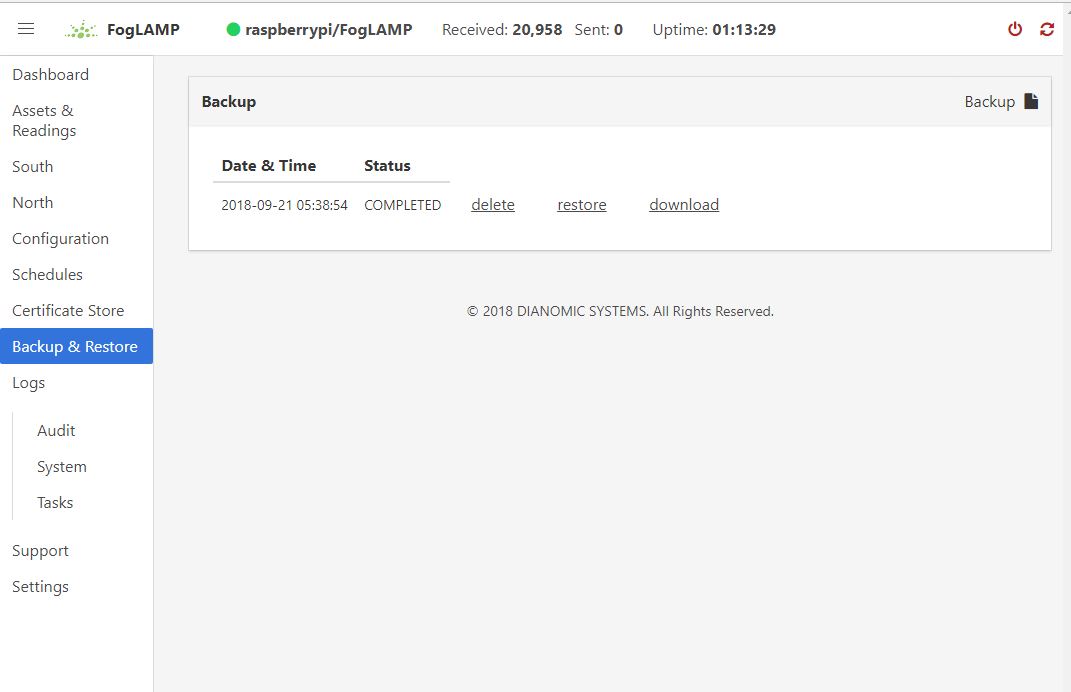 FogLAMP raspberrypi/FogLAMP Received: 20,958 Sent: 0 Uptime: 01:13:29
Dashboard
Assets &
Readings
South
North
Configuration
Schedules
Certificate Store
Backup & Restore
Logs
Audit
System
Tasks
Support
Settings
Backup Backup
Date & Time Status
2018-09-21 05:38:54 COMPLETED delete restore download
© 2018 DIANOMIC SYSTEMS. All Rights Reserved.